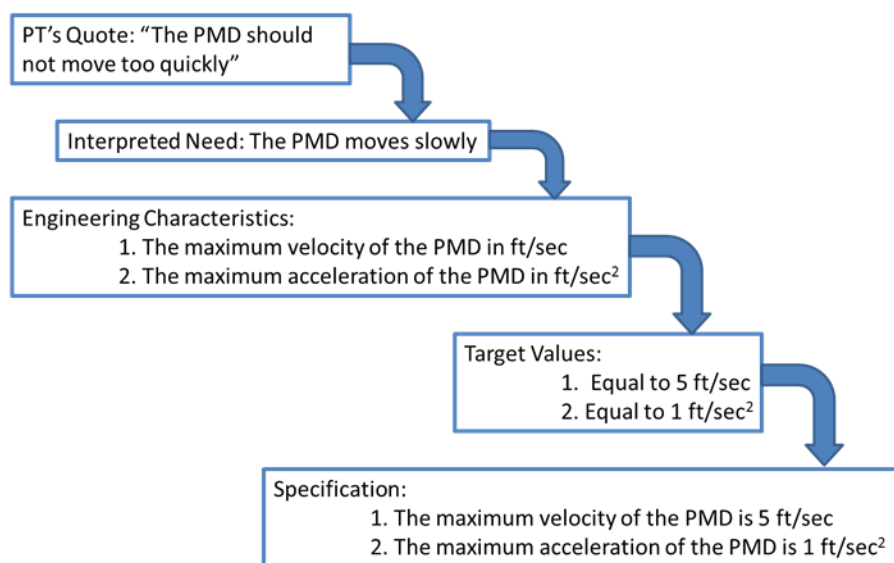 PT's Quote: “The PMD should
not move too quickly”
Interpreted Need: The PMD moves slowly
Engineering Characteristics:
1. The maximum velocity of the PMD in ft/sec
2. The maximum acceleration of the PMD in ft/sec²
Target Values:
1. Equal to 5 ft/sec
2. Equal to 1 ft/sec²
Specification:
1. The maximum velocity of the PMD is 5 ft/sec
2. The maximum acceleration of the PMD is 1 ft/sec²